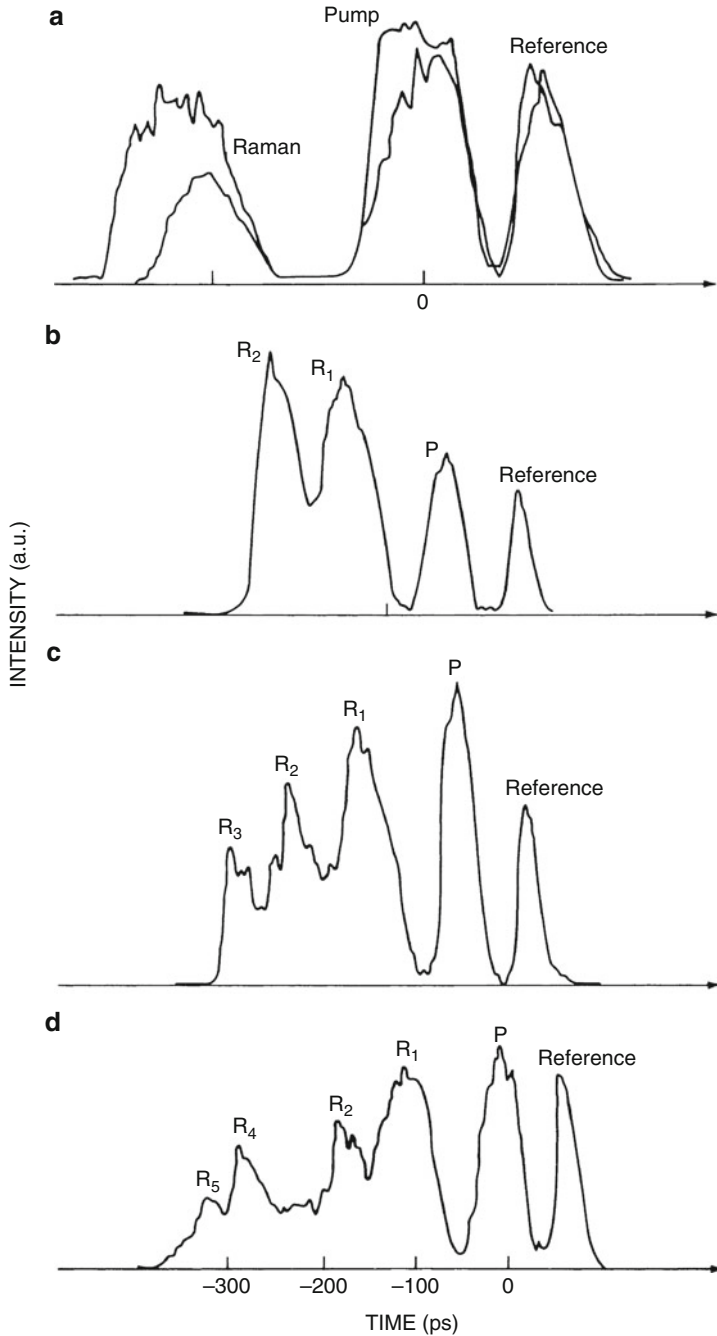 a
Pump
Reference
Raman
0
b
R₂
R₁
P
Reference
INTENSITY (a.u.)
c
P
R₁
R₂
Reference
R₃
d
P
R₁
Reference
R₂
R₄
R₅
–300 –200 –100 0
TIME (ps)